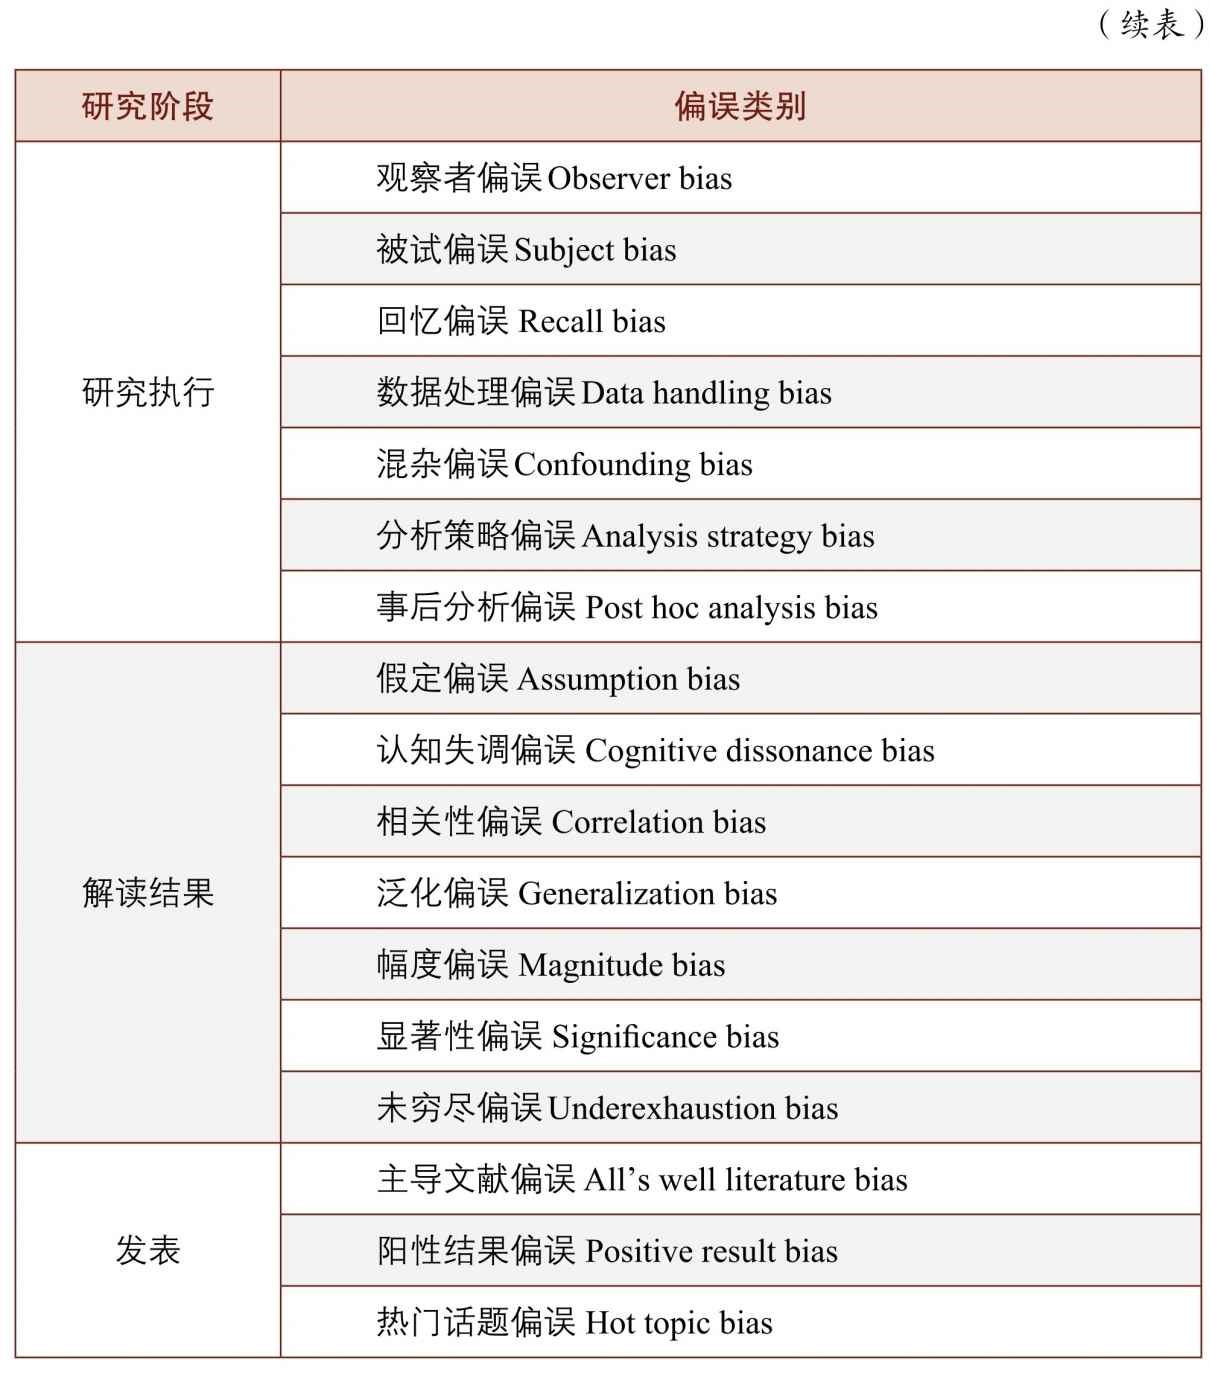 （续表）
研究阶段 偏误类别
观察者偏误 Observer bias
被试偏误 Subject bias
回忆偏误 Recall bias
研究执行 数据处理偏误 Data handling bias
混杂偏误 Confounding bias
分析策略偏误 Analysis strategy bias
事后分析偏误 Post hoc analysis bias
假定偏误 Assumption bias
认知失调偏误 Cognitive dissonance bias
相关性偏误 Correlation bias
解读结果 泛化偏误 Generalization bias
幅度偏误 Magnitude bias
显著性偏误 Significance bias
未穷尽偏误 Underexhaustion bias
主导文献偏误 All’s well literature bias
发表 阳性结果偏误 Positive result bias
热门话题偏误 Hot topic bias